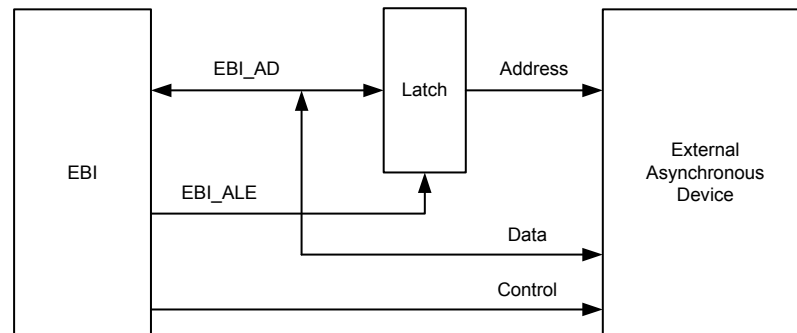 EBI_AD
Address
Latch
EBI
External
Asynchronous
Device
EBI_ALE
Data
Control